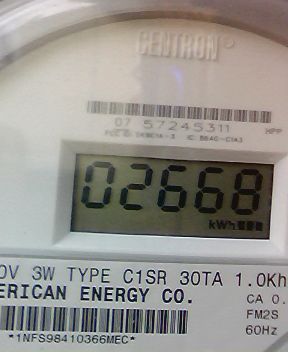 CENTRON®
07 57245311
HPP
02668
kWh
0V 3W TYPE C1SR 30TA 1.0Kh
ERICAN ENERGY CO.
CA 0.
FM2S
60Hz
*1NFS98410366MEC*